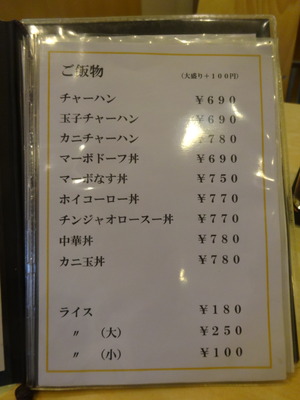 ご飯物 （大盛り＋１００円）
チャーハン ￥６９０
玉子チャーハン ￥６９０
カニチャーハン ￥７８０
マーボドーフ丼 ￥６９０
マーボなす丼 ￥７５０
ホイコーロー丼 ￥７７０
チンジャオロースー丼 ￥７７０
中華丼 ￥７８０
カニ玉丼 ￥７８０
ライス ￥１８０
〃 （大） ￥２５０
〃 （小） ￥１００